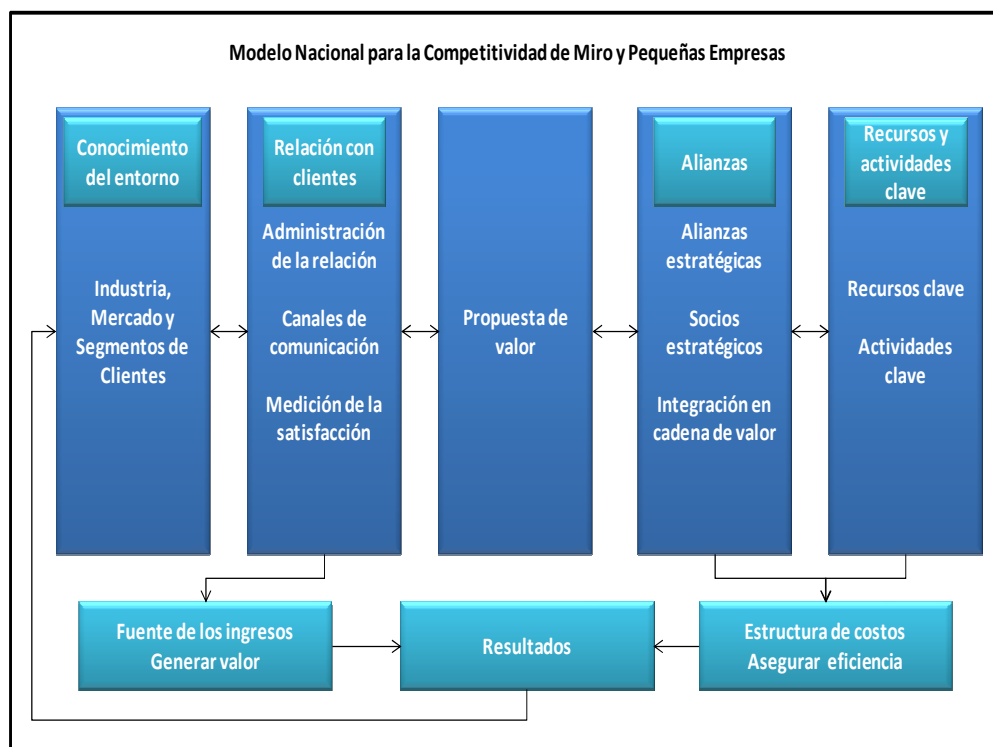 Modelo Nacional para la Competitividad de Miro y Pequeñas Empresas
Conocimiento
del entorno
Industria,
Mercado y
Segmentos de
Clientes
Relación con
clientes
Administración
de la relación
Canales de
comunicación
Medición de la
satisfacción
Propuesta de
valor
Alianzas
Alianzas
estratégicas
Socios
estratégicos
Integración en
cadena de valor
Recursos y
actividades
clave
Recursos clave
Actividades
clave
Fuente de los ingresos
Generar valor
Resultados
Estructura de costos
Asegurar eficiencia